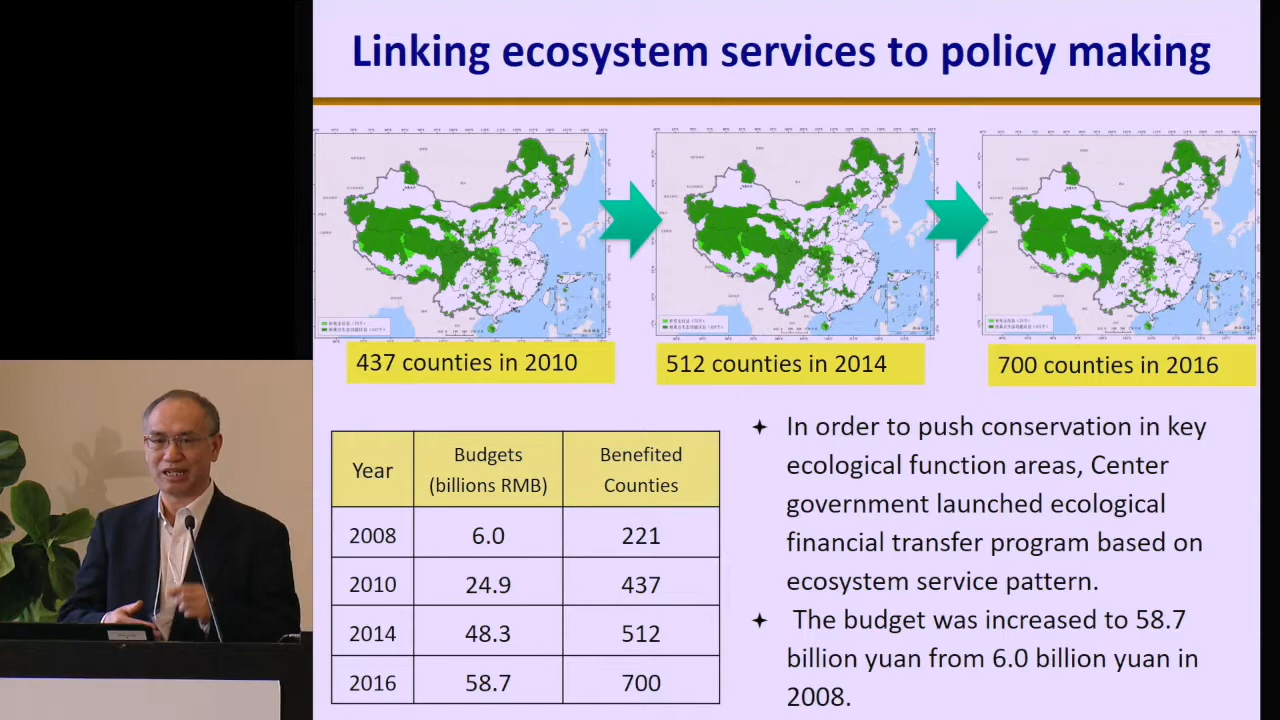 Linking ecosystem services to policy making
437 counties in 2010
512 counties in 2014
700 counties in 2016
Year
Budgets
(billions RMB)
Benefited
Counties
2008
6.0
221
2010
24.9
437
2014
48.3
512
2016
58.7
700
In order to push conservation in key
ecological function areas, Center
government launched ecological
financial transfer program based on
ecosystem service pattern.
The budget was increased to 58.7
billion yuan from 6.0 billion yuan in
2008.